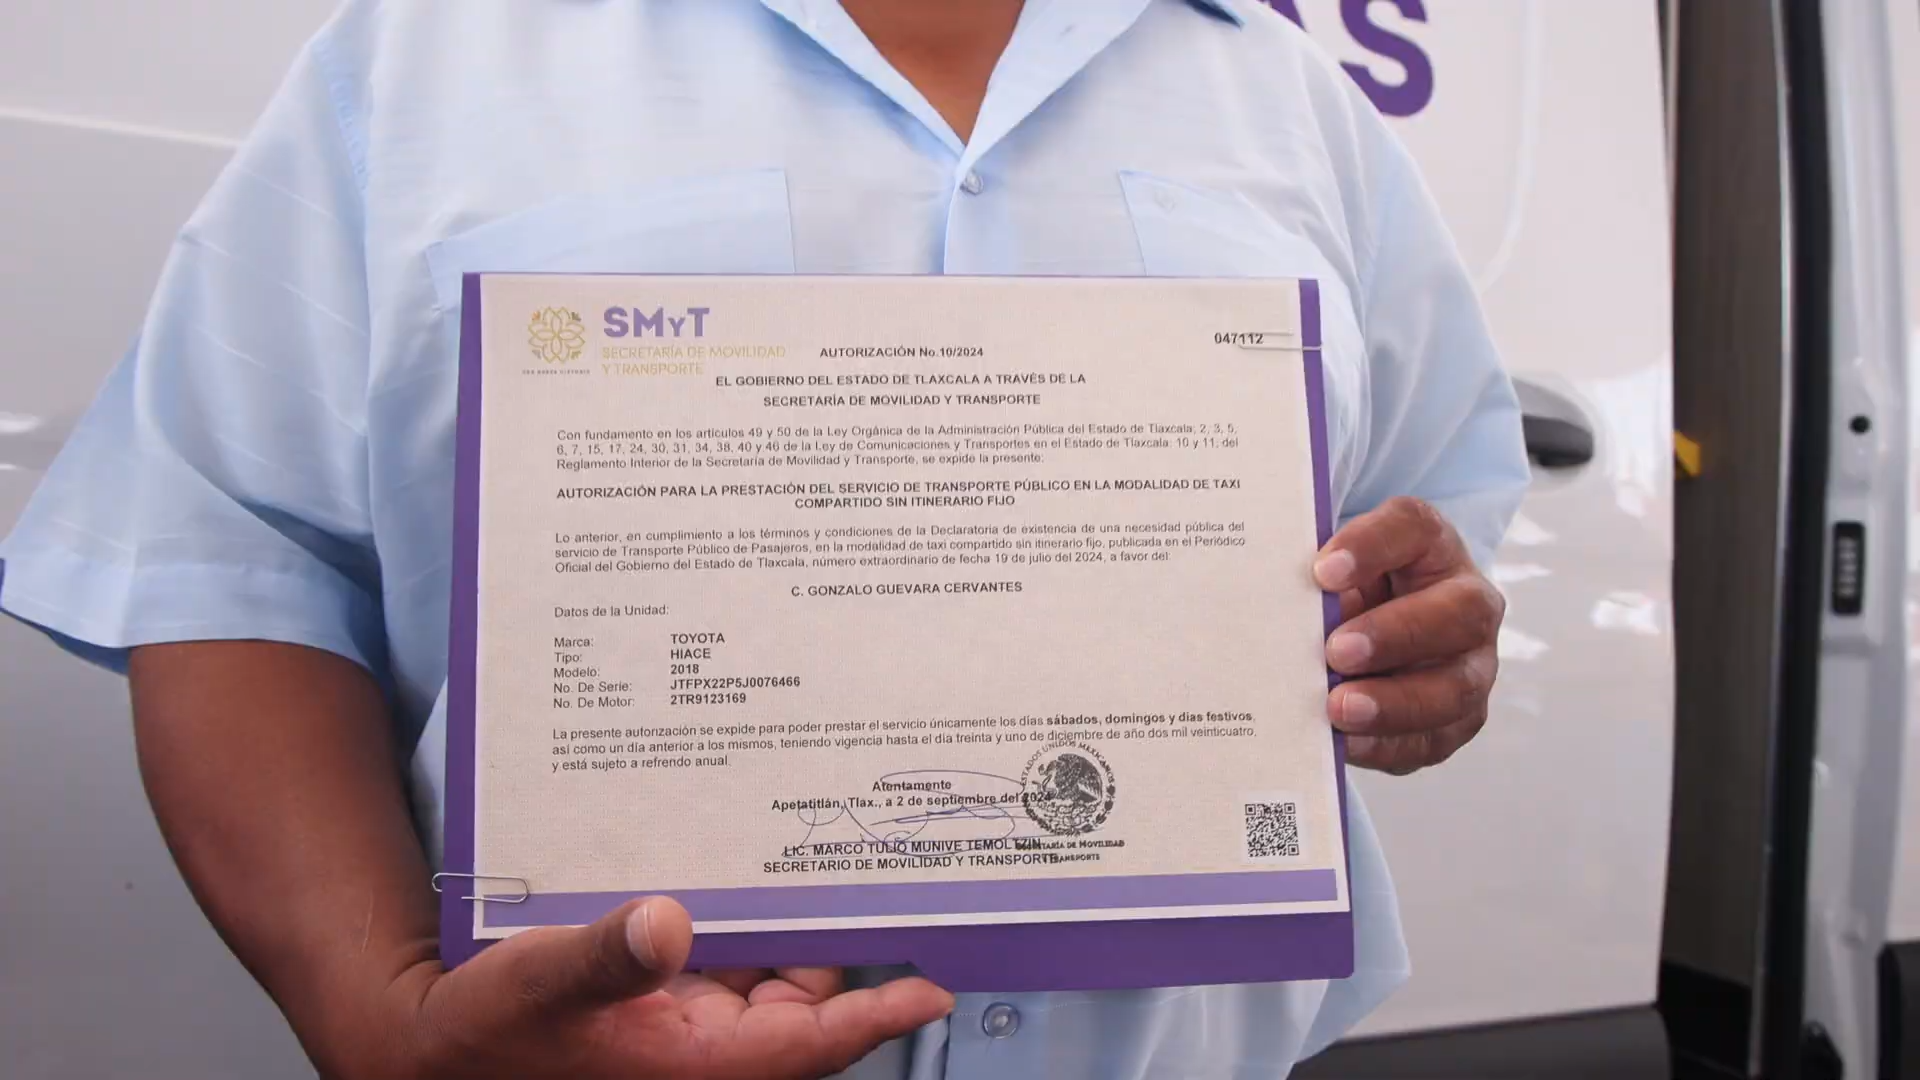 AS
SMyT
SECRETARÍA DE MOVILIDAD
Y TRANSPORTE
047112
AUTORIZACIÓN No.10/2024
EL GOBIERNO DEL ESTADO DE TLAXCALA A TRAVÉS DE LA
SECRETARÍA DE MOVILIDAD Y TRANSPORTE
Con fundamento en los artículos 49 y 50 de la Ley Orgánica de la Administración Pública del Estado de Tlaxcala; 2, 3, 5,
6, 7, 15, 17, 24, 30, 31, 34, 38, 40 y 46 de la Ley de Comunicaciones y Transportes en el Estado de Tlaxcala; 10 y 11, del
Reglamento Interior de la Secretaría de Movilidad y Transporte, se expide la presente:
AUTORIZACIÓN PARA LA PRESTACIÓN DEL SERVICIO DE TRANSPORTE PÚBLICO EN LA MODALIDAD DE TAXI
COMPARTIDO SIN ITINERARIO FIJO
Lo anterior, en cumplimiento a los términos y condiciones de la Declaratoria de existencia de una necesidad pública del
servicio de Transporte Público de Pasajeros, en la modalidad de taxi compartido sin itinerario fijo, publicada en el Periódico
Oficial del Gobierno del Estado de Tlaxcala, número extraordinario de fecha 19 de julio del 2024, a favor del:
C. GONZALO GUEVARA CERVANTES
Datos de la Unidad:
Marca: TOYOTA
Tipo: HIACE
Modelo: 2018
No. De Serie: JTFPX22P5J0076466
No. De Motor: 2TR9123169
La presente autorización se expide para poder prestar el servicio únicamente los días sábados, domingos y días festivos,
así como un día anterior a los mismos, teniendo vigencia hasta el día treinta y uno de diciembre de año dos mil veinticuatro,
y está sujeto a refrendo anual.
Atentamente
Apetatitlán, Tlax., a 2 de septiembre del 2024
LIC. MARCO TULIO MUNIVE TEMOLTZIN
SECRETARIO DE MOVILIDAD Y TRANSPORTE
ESTADOS UNIDOS MEXICANOS
SECRETARÍA DE MOVILIDAD
Y TRANSPORTE